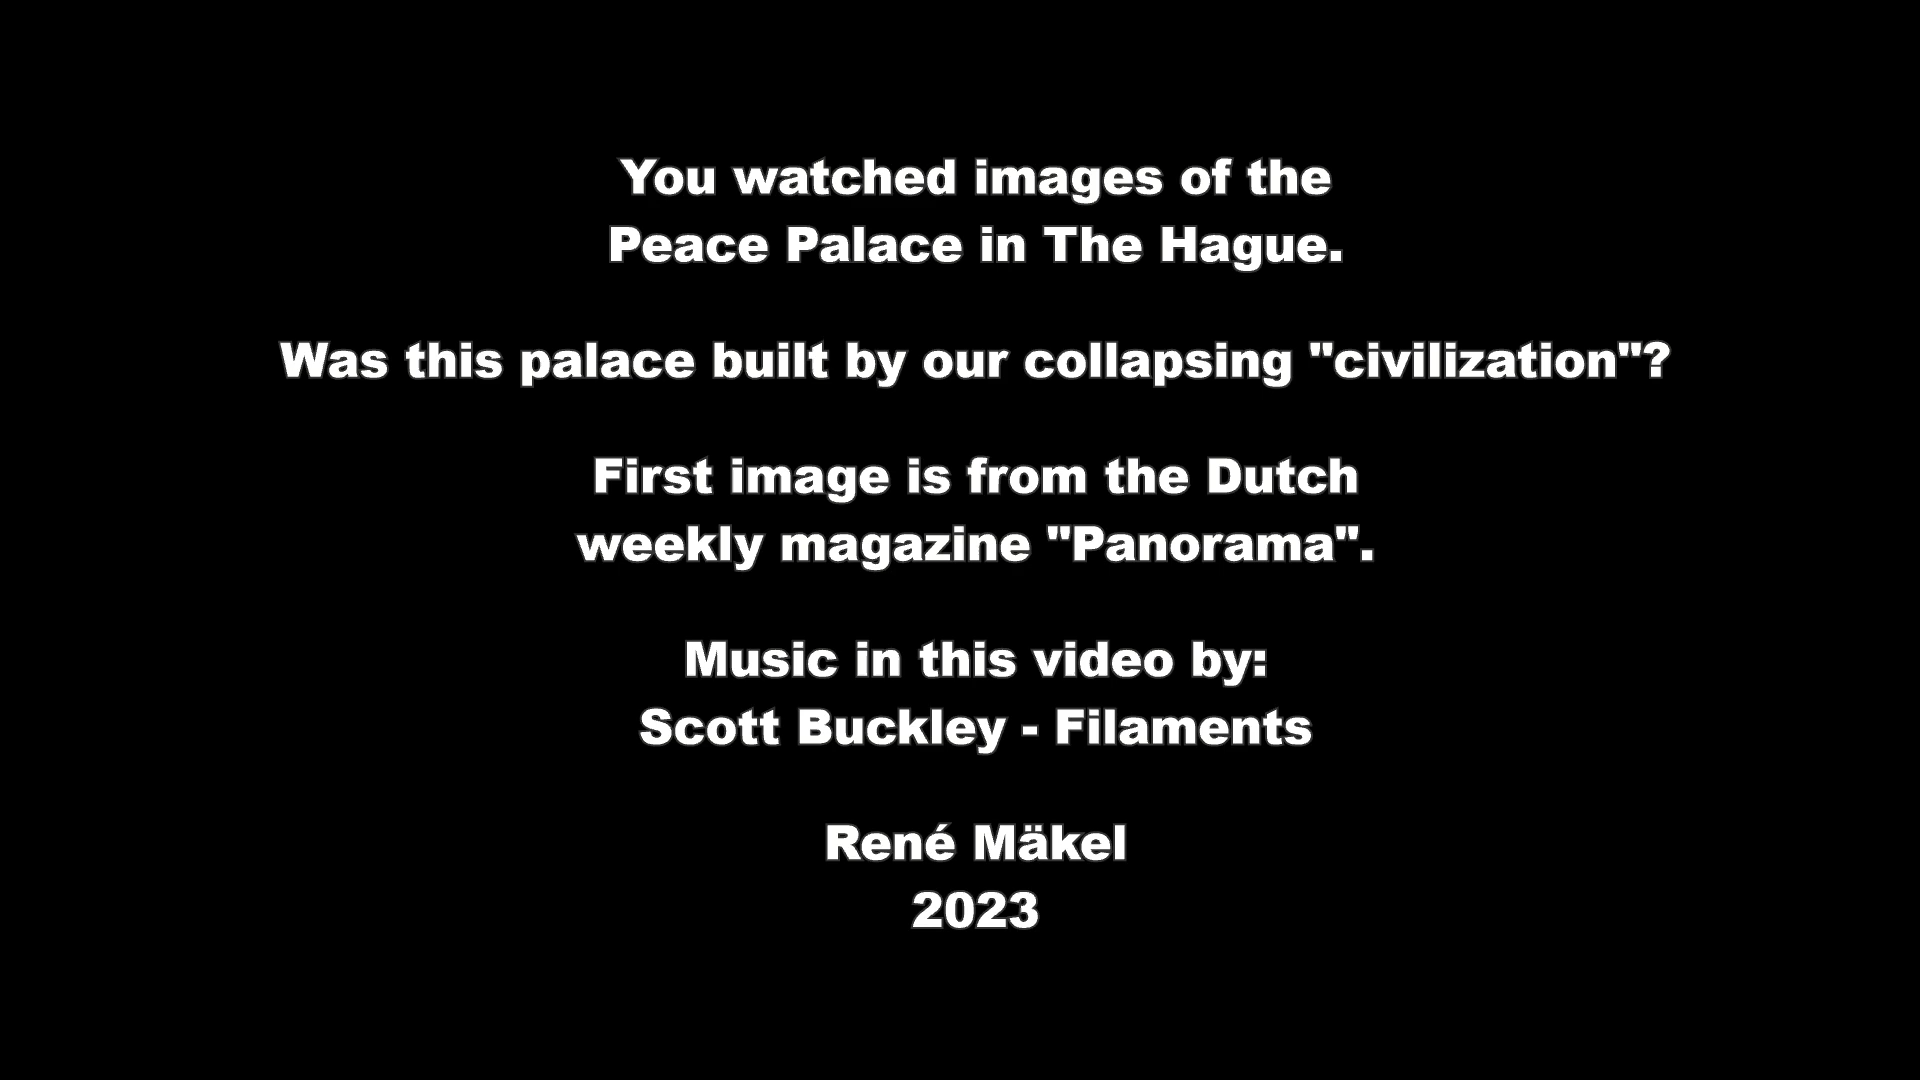 You watched images of the
Peace Palace in The Hague.
Was this palace built by our collapsing "civilization"?
First image is from the Dutch
weekly magazine "Panorama".
Music in this video by:
Scott Buckley - Filaments
René Mäkel
2023